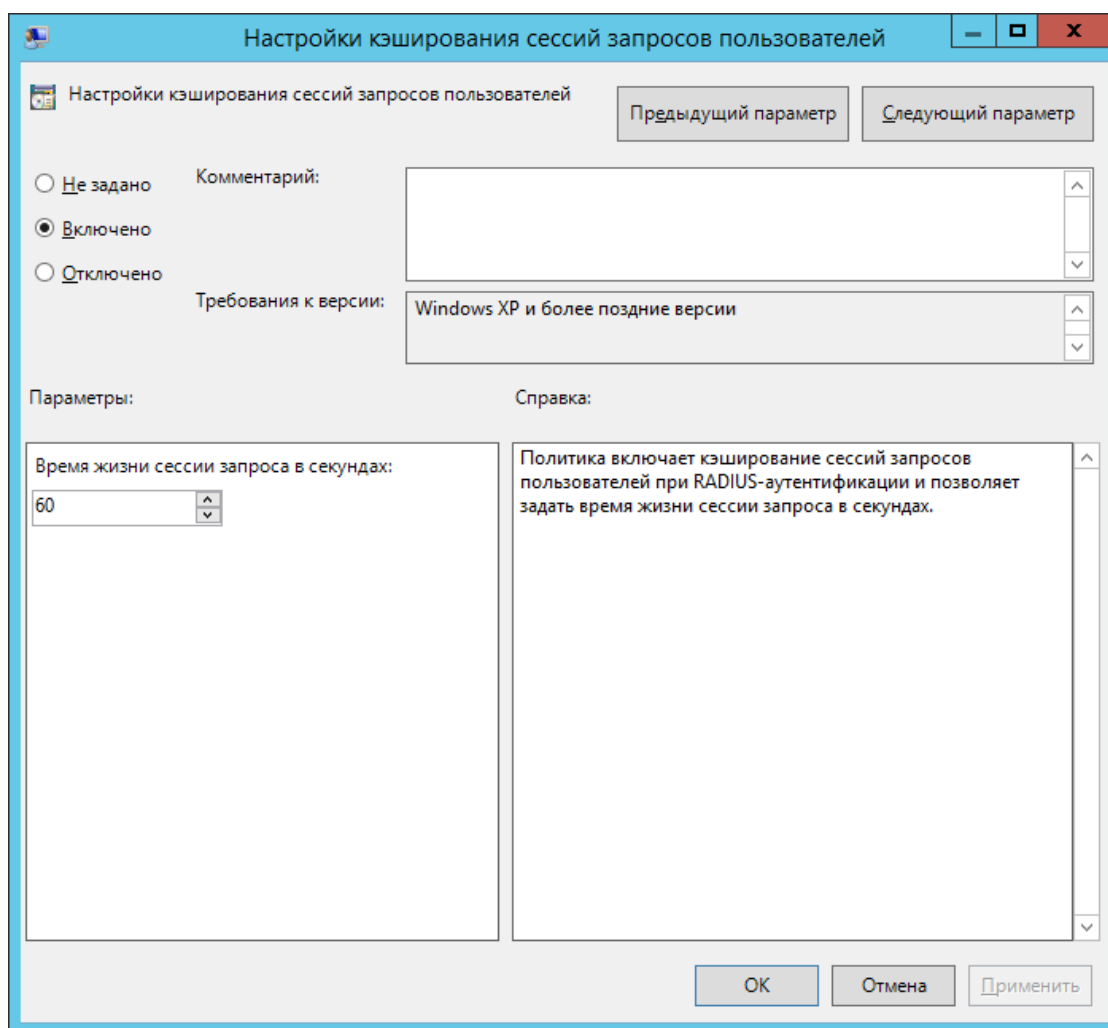 Настройки кэширования сессий запросов пользователей
Настройки кэширования сессий запросов пользователей
Предыдущий параметр
Следующий параметр
Не задано
Включено
Отключено
Комментарий:
Требования к версии:
Windows XP и более поздние версии
Параметры:
Справка:
Время жизни сессии запроса в секундах:
60
Политика включает кэширование сессий запросов
пользователей при RADIUS-аутентификации и позволяет
задать время жизни сессии запроса в секундах.
OK
Отмена
Применить